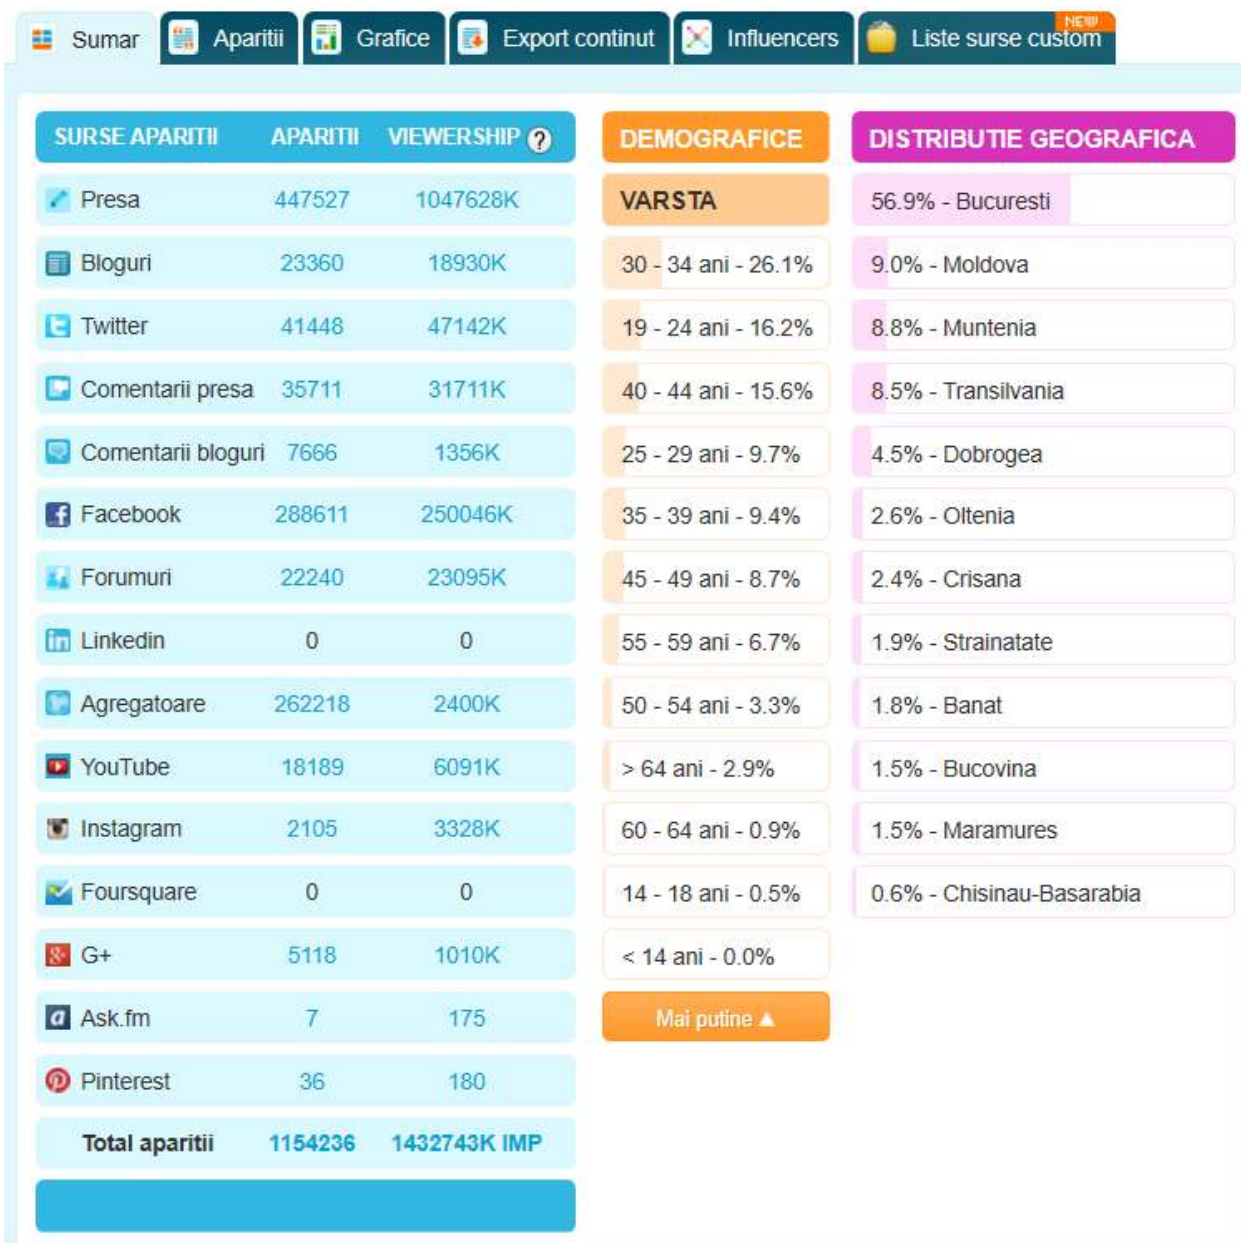 Sumar Aparitii Grafice Export continut Influencers Liste surse custom NEW
SURSE APARITII APARITII VIEWERSHIP ?
Presa 447527 1047628K
Bloguri 23360 18930K
Twitter 41448 47142K
Comentarii presa 35711 31711K
Comentarii bloguri 7666 1356K
Facebook 288611 250046K
Forumuri 22240 23095K
Linkedin 0 0
Agregatoare 262218 2400K
YouTube 18189 6091K
Instagram 2105 3328K
Foursquare 0 0
G+ 5118 1010K
Ask.fm 7 175
Pinterest 36 180
Total aparitii 1154236 1432743K IMP
DEMOGRAFICE
VARSTA
30 - 34 ani - 26.1%
19 - 24 ani - 16.2%
40 - 44 ani - 15.6%
25 - 29 ani - 9.7%
35 - 39 ani - 9.4%
45 - 49 ani - 8.7%
55 - 59 ani - 6.7%
50 - 54 ani - 3.3%
> 64 ani - 2.9%
60 - 64 ani - 0.9%
14 - 18 ani - 0.5%
< 14 ani - 0.0%
Mai putine ▲
DISTRIBUTIE GEOGRAFICA
56.9% - Bucuresti
9.0% - Moldova
8.8% - Muntenia
8.5% - Transilvania
4.5% - Dobrogea
2.6% - Oltenia
2.4% - Crisana
1.9% - Strainatate
1.8% - Banat
1.5% - Bucovina
1.5% - Maramures
0.6% - Chisinau-Basarabia